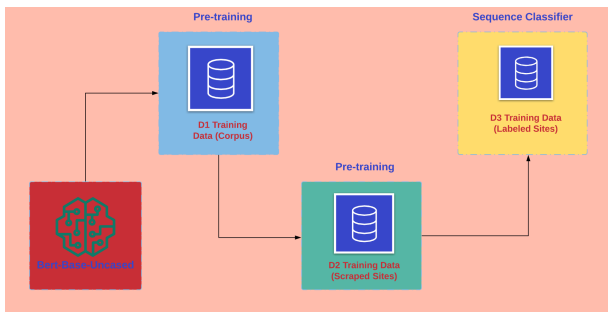 Pre-training
Sequence Classifier
D1 Training
Data (Corpus)
D3 Training Data
(Labeled Sites)
Pre-training
Bert-Base-Uncased
D2 Training Data
(Scraped Sites)